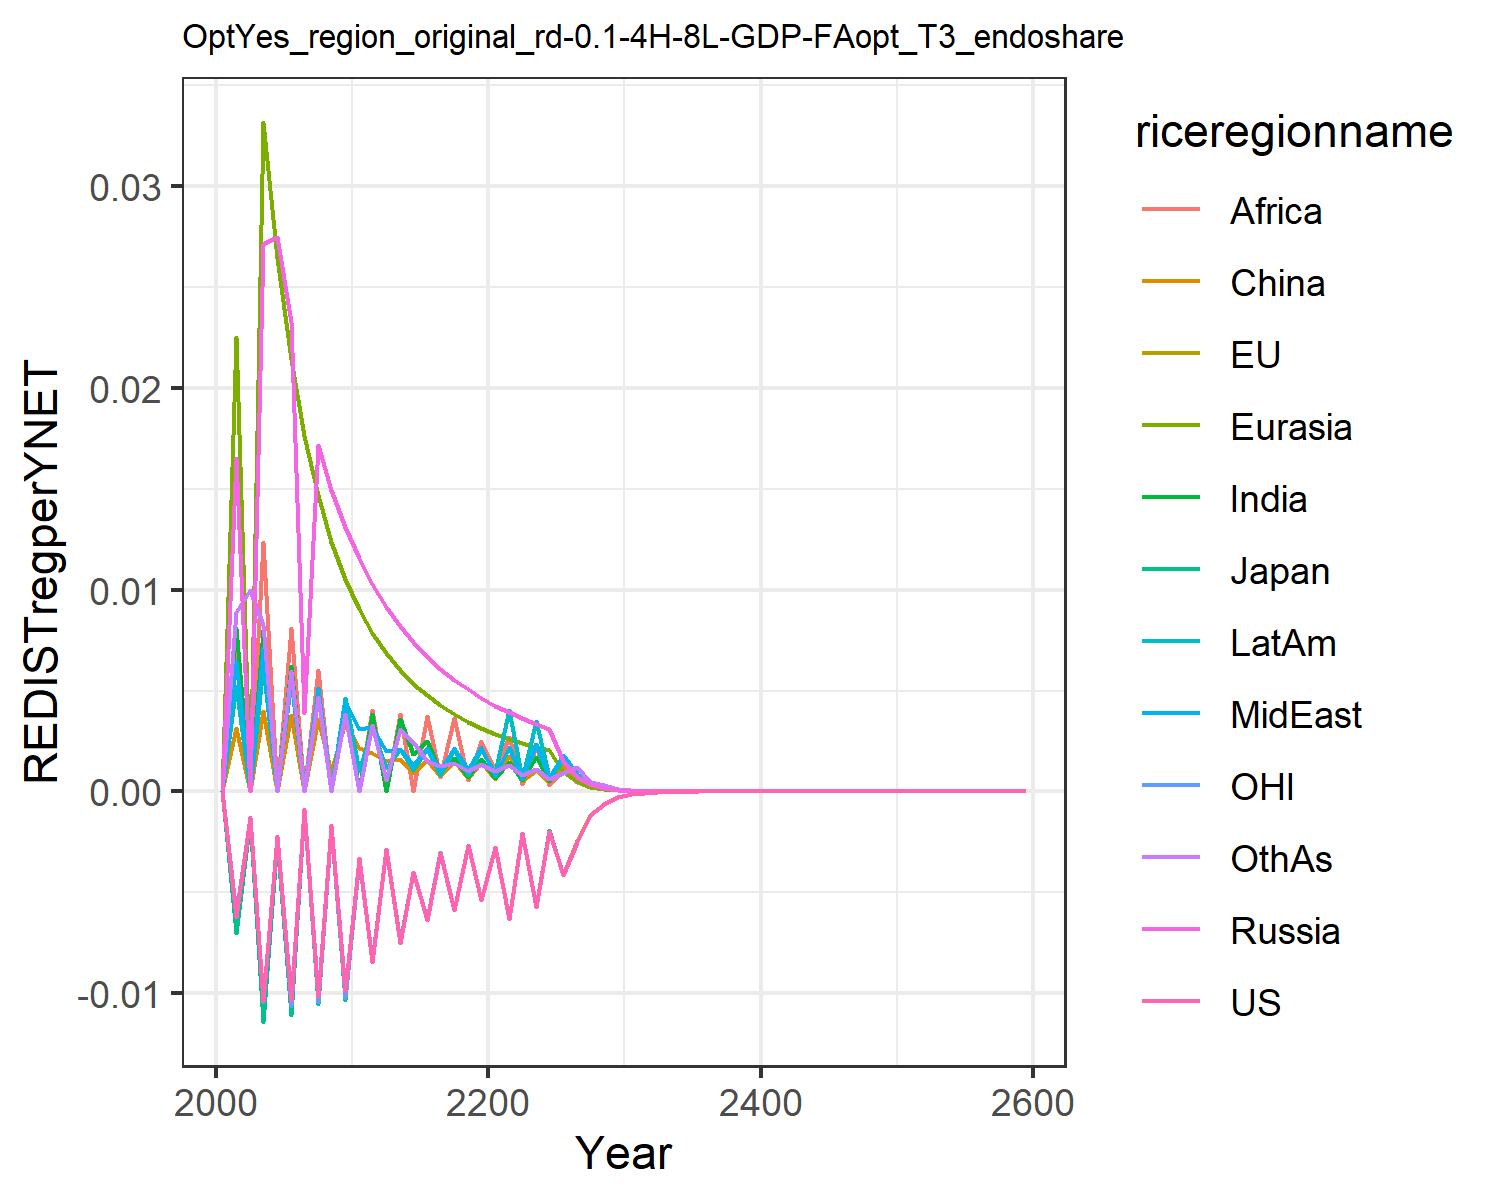 OptYes_region_original_rd-0.1-4H-8L-GDP-FAopt_T3_endoshare
REDISTregperYNET
0.03
0.02
0.01
0.00
-0.01
2000
2200
2400
2600
Year
riceregionname
Africa
China
EU
Eurasia
India
Japan
LatAm
MidEast
OHI
OthAs
Russia
US